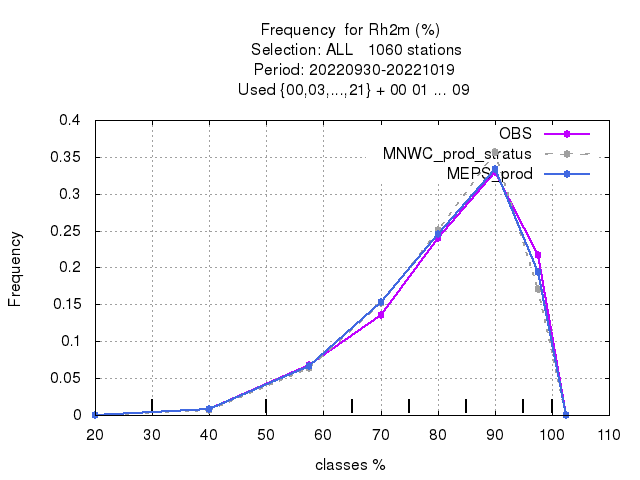 Frequency  for Rh2m (%)
Selection: ALL   1060 stations
Period: 20220930-20221019
Used {00,03,...,21} + 00 01 ... 09
OBS
MNWC_prod_stratus
MEPS_prod
Frequency
0.4
0.35
0.3
0.25
0.2
0.15
0.1
0.05
0
20 30 40 50 60 70 80 90 100 110
classes %